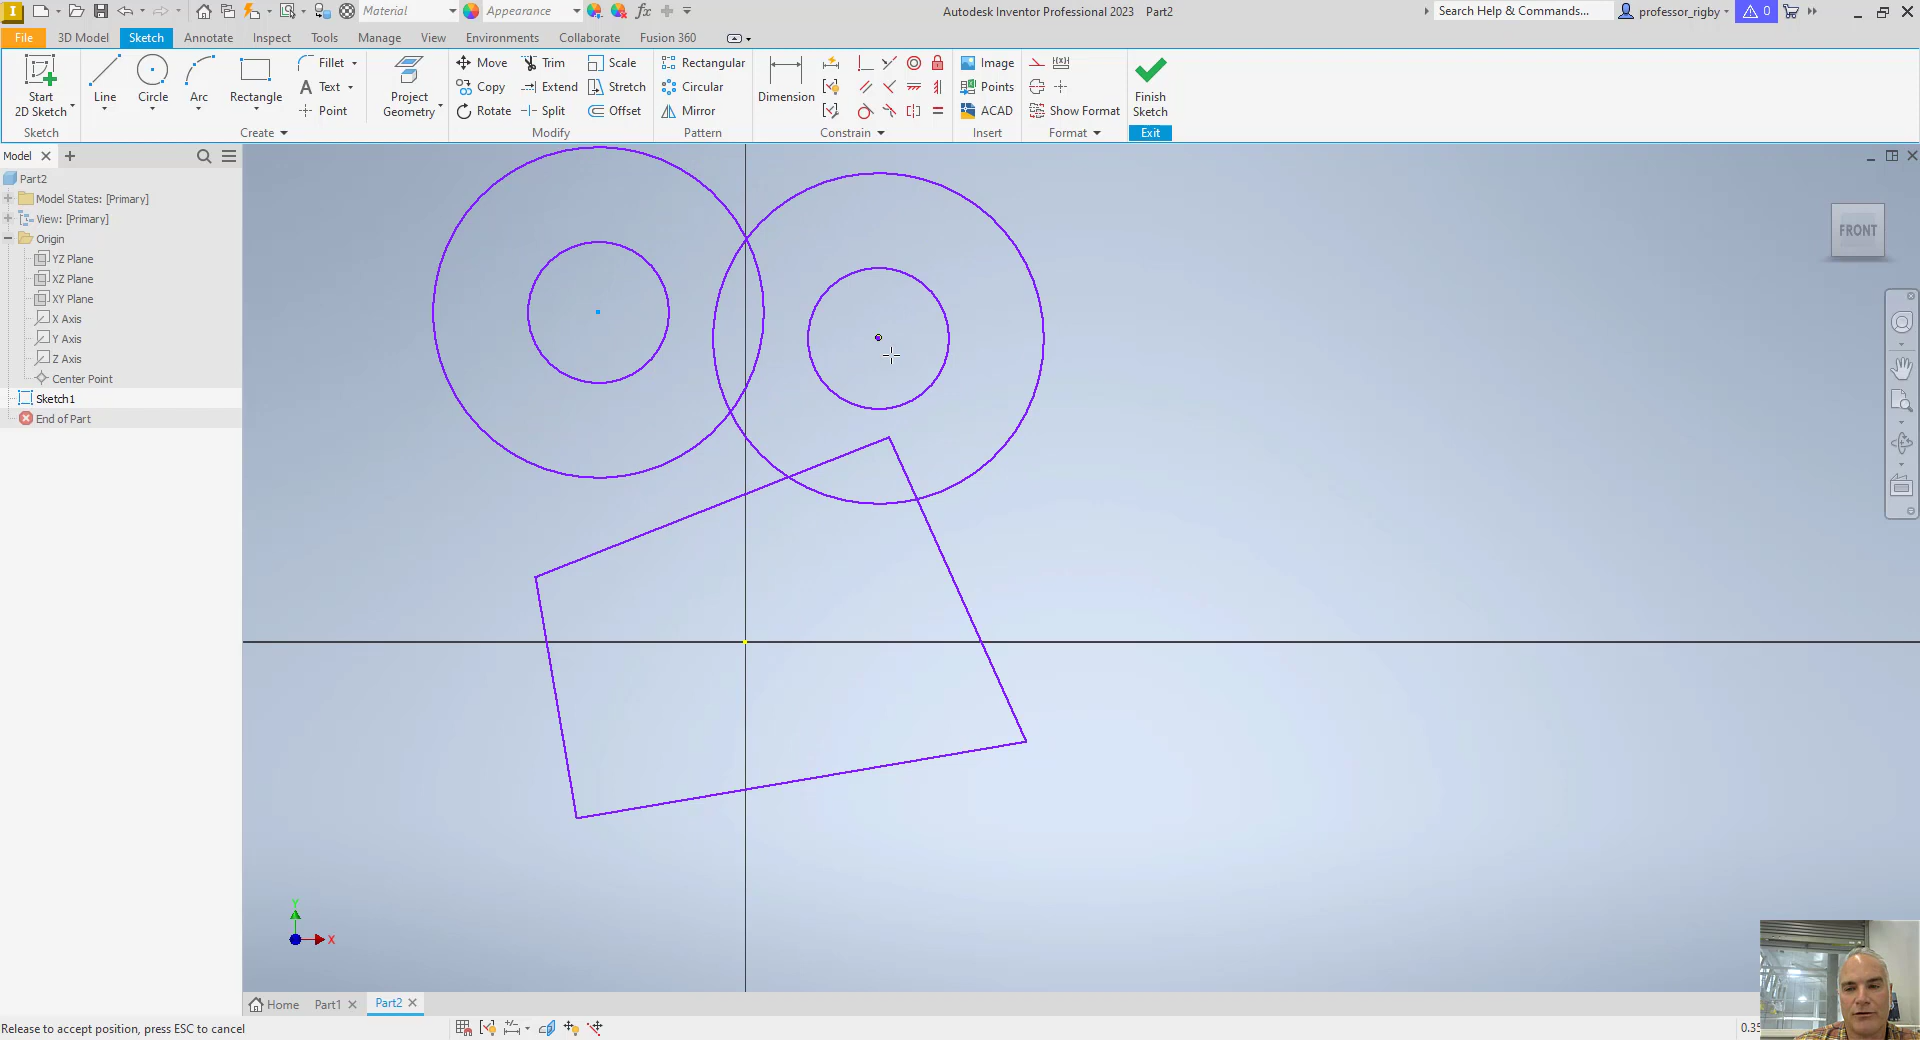 Material
Appearance
fx
Autodesk Inventor Professional 2023 Part2
Search Help & Commands...
professor_rigby
0
File
3D Model
Sketch
Annotate
Inspect
Tools
Manage
View
Environments
Collaborate
Fusion 360
Start
2D Sketch
Line
Circle
Arc
Rectangle
Fillet
Text
Point
Project
Geometry
Move
Copy
Rotate
Trim
Extend
Split
Scale
Stretch
Offset
Rectangular
Circular
Mirror
Dimension
Image
Points
ACAD
Show Format
Finish
Sketch
Sketch
Create
Modify
Pattern
Constrain
Insert
Format
Exit
Model
Part2
Model States: [Primary]
View: [Primary]
Origin
YZ Plane
XZ Plane
XY Plane
X Axis
Y Axis
Z Axis
Center Point
Sketch1
End of Part
FRONT
Y
X
Home
Part1
Part2
Release to accept position, press ESC to cancel